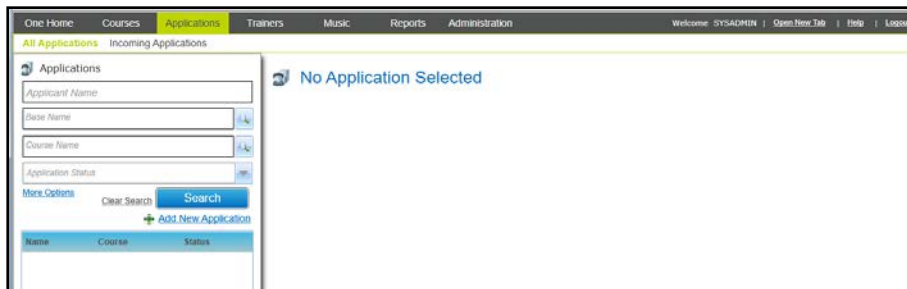 One Home Courses Applications Trainers Music Reports Administration Welcome SYSADMIN | Open New Tab | Help | Logou
All Applications Incoming Applications
Applications
Applicant Name
Base Name
Course Name
Application Status
More Options Clear Search Search
Add New Application
Name Course Status
No Application Selected